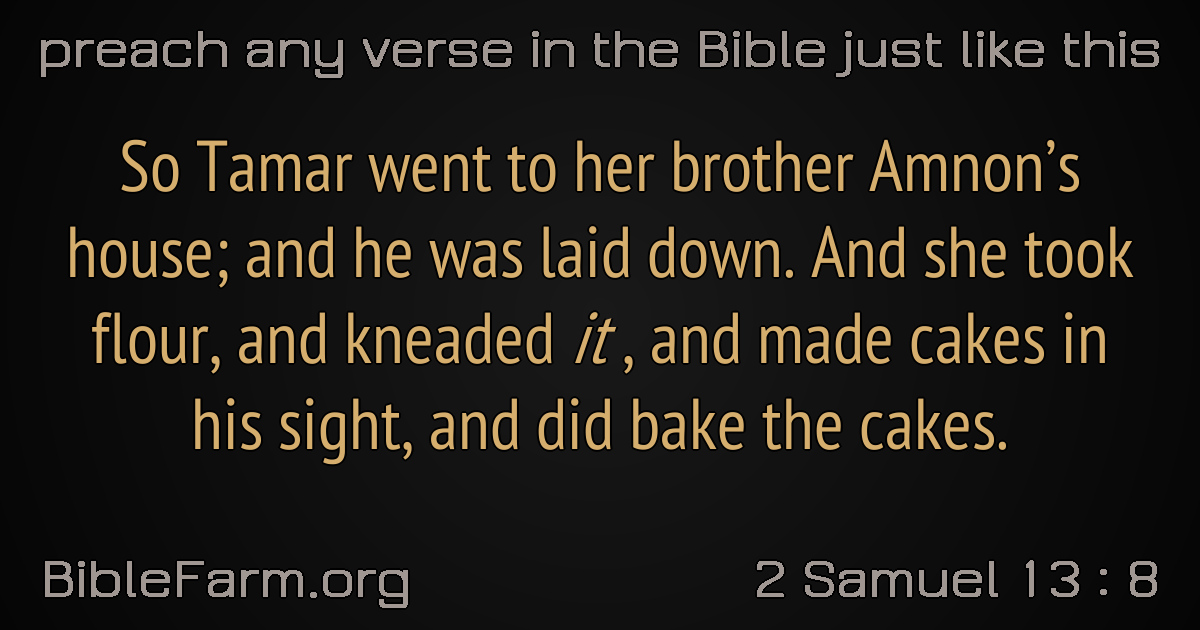 preach any verse in the Bible just like this
So Tamar went to her brother Amnon’s
house; and he was laid down. And she took
flour, and kneaded it , and made cakes in
his sight, and did bake the cakes.
BibleFarm.org
2 Samuel 13 : 8